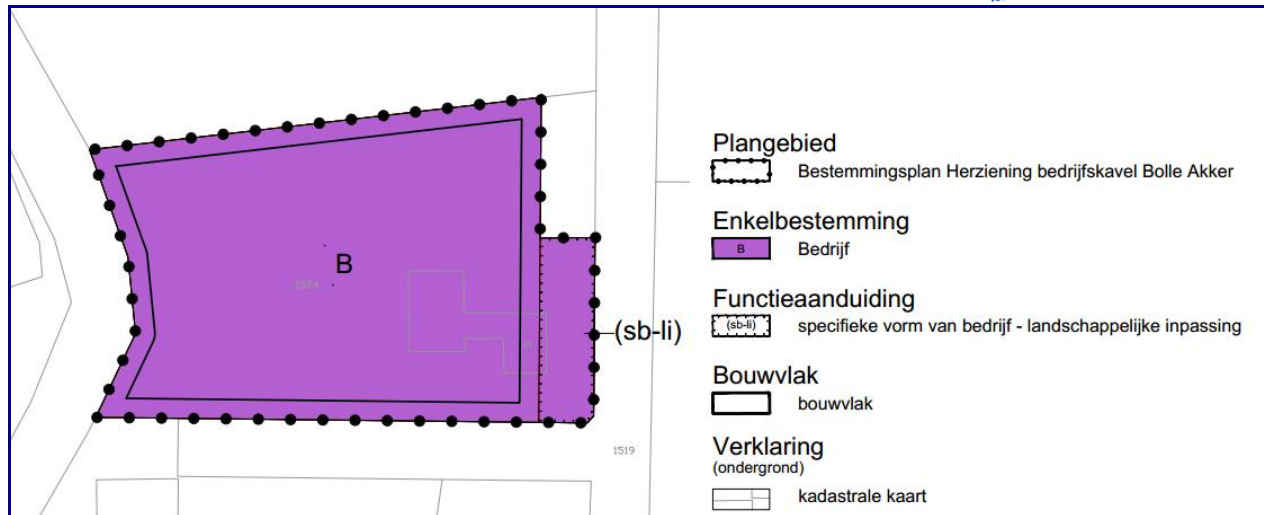 B
1524
(sb-li)
1519
Plangebied
Bestemmingsplan Herziening bedrijfskavel Bolle Akker
Enkelbestemming
B
Bedrijf
Functieaanduiding
(sb-li)
specifieke vorm van bedrijf - landschappelijke inpassing
Bouwvlak
bouwvlak
Verklaring
(ondergrond)
kadastrale kaart